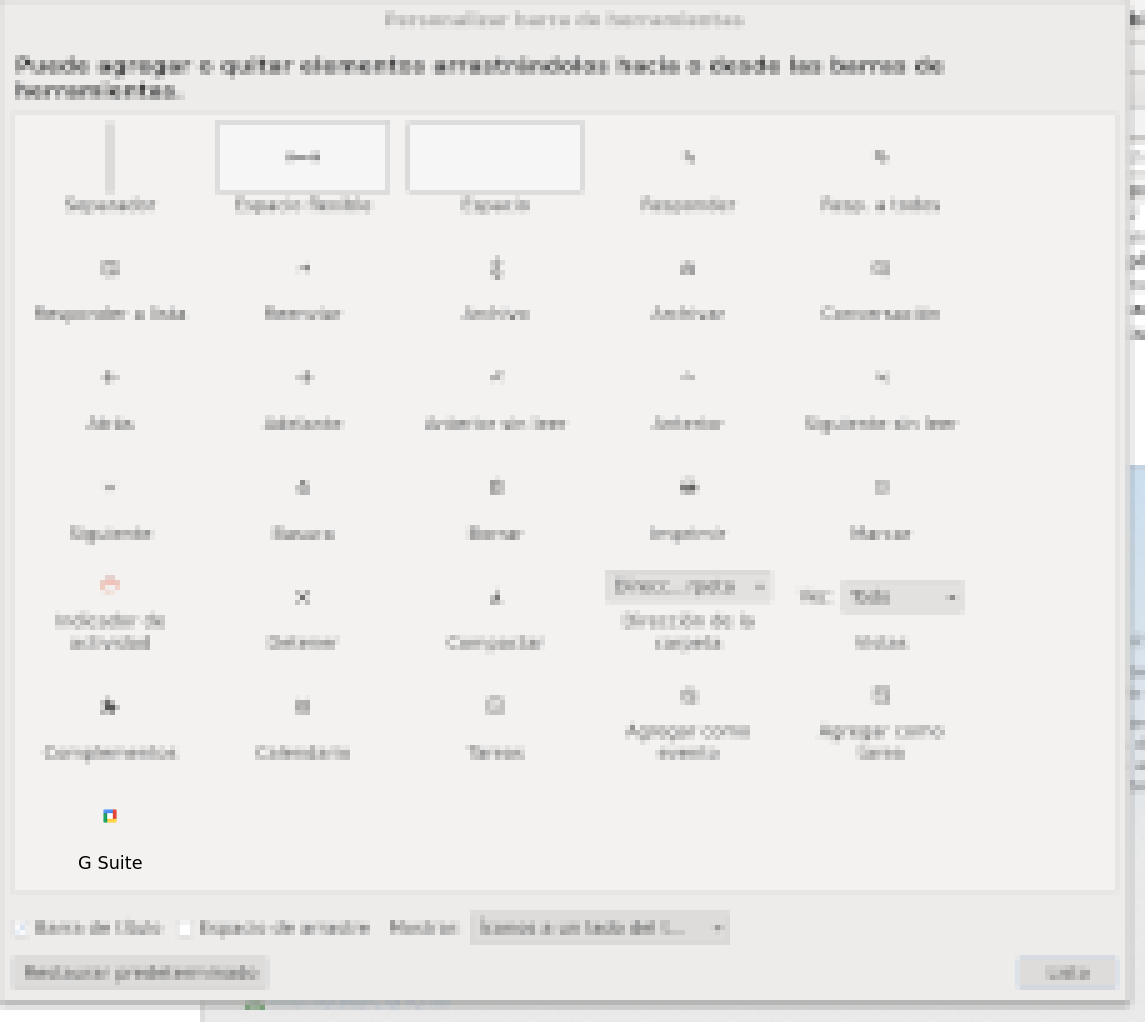 Personalizar barra de herramientas
Puede agregar o quitar elementos arrastrándolos hacia o desde las barras de
herramientas.
Separador Espacio flexible Espacio Responder Resp. a todos
Responder a lista Reenviar Archivo Archivar Conversación
Atrás Adelante Anterior sin leer Anterior Siguiente sin leer
Siguiente Basura Borrar Imprimir Marcar
Direcc...rpeta Ver: Todo
Indicador de
actividad Detener Compactar Dirección de la
carpeta Vistas
Complementos Calendario Tareas Agregar como
evento Agregar como
tarea
G Suite
Barra de título Espacio de arrastre Mostrar: Íconos a un lado del t...
Restaurar predeterminado Listo